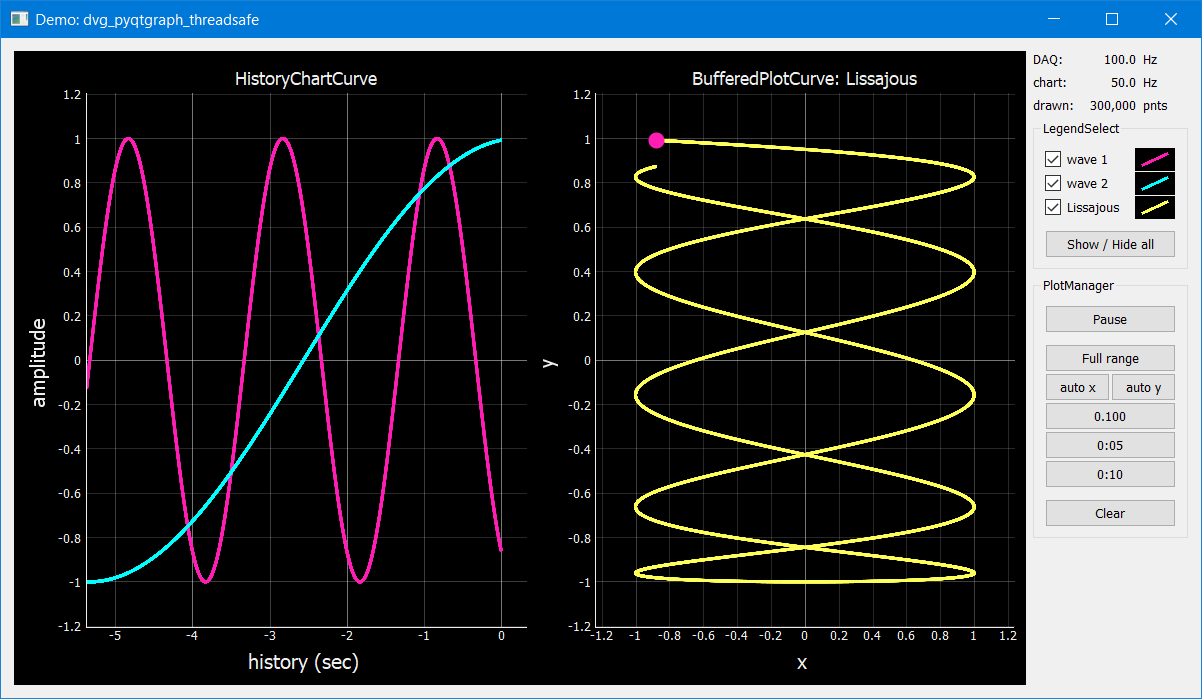 Demo: dvg_pyqtgraph_threadsafe
HistoryChartCurve
1.2
1
0.8
0.6
0.4
0.2
0
-0.2
-0.4
-0.6
-0.8
-1
-1.2
amplitude
-5 -4 -3 -2 -1 0
history (sec)
BufferedPlotCurve: Lissajous
1.2
1
0.8
0.6
0.4
0.2
0
-0.2
-0.4
-0.6
-0.8
-1
-1.2
y
-1.2 -1 -0.8 -0.6 -0.4 -0.2 0 0.2 0.4 0.6 0.8 1 1.2
x
DAQ: 100.0 Hz
chart: 50.0 Hz
drawn: 300,000 pnts
LegendSelect
wave 1
wave 2
Lissajous
Show / Hide all
PlotManager
Pause
Full range
auto x auto y
0.100
0:05
0:10
Clear